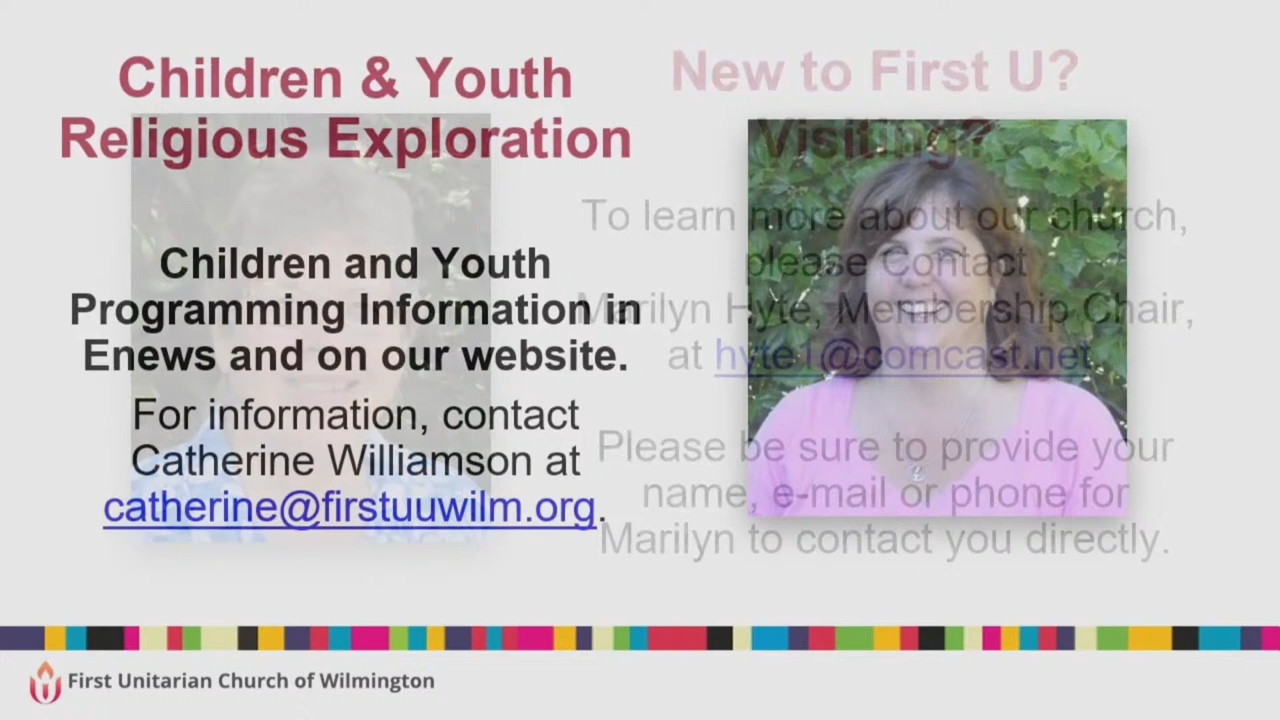 Children & Youth
Religious Exploration
Children and Youth
Programming Information in
Enews and on our website.
For information, contact
Catherine Williamson at
catherine@firstuuwilm.org.
New to First U?
Visiting?
To learn more about our church,
please contact
Marilyn Hyte, Membership Chair,
at hyte1@comcast.net
Please be sure to provide your
name, e-mail or phone for
Marilyn to contact you directly.
First Unitarian Church of Wilmington